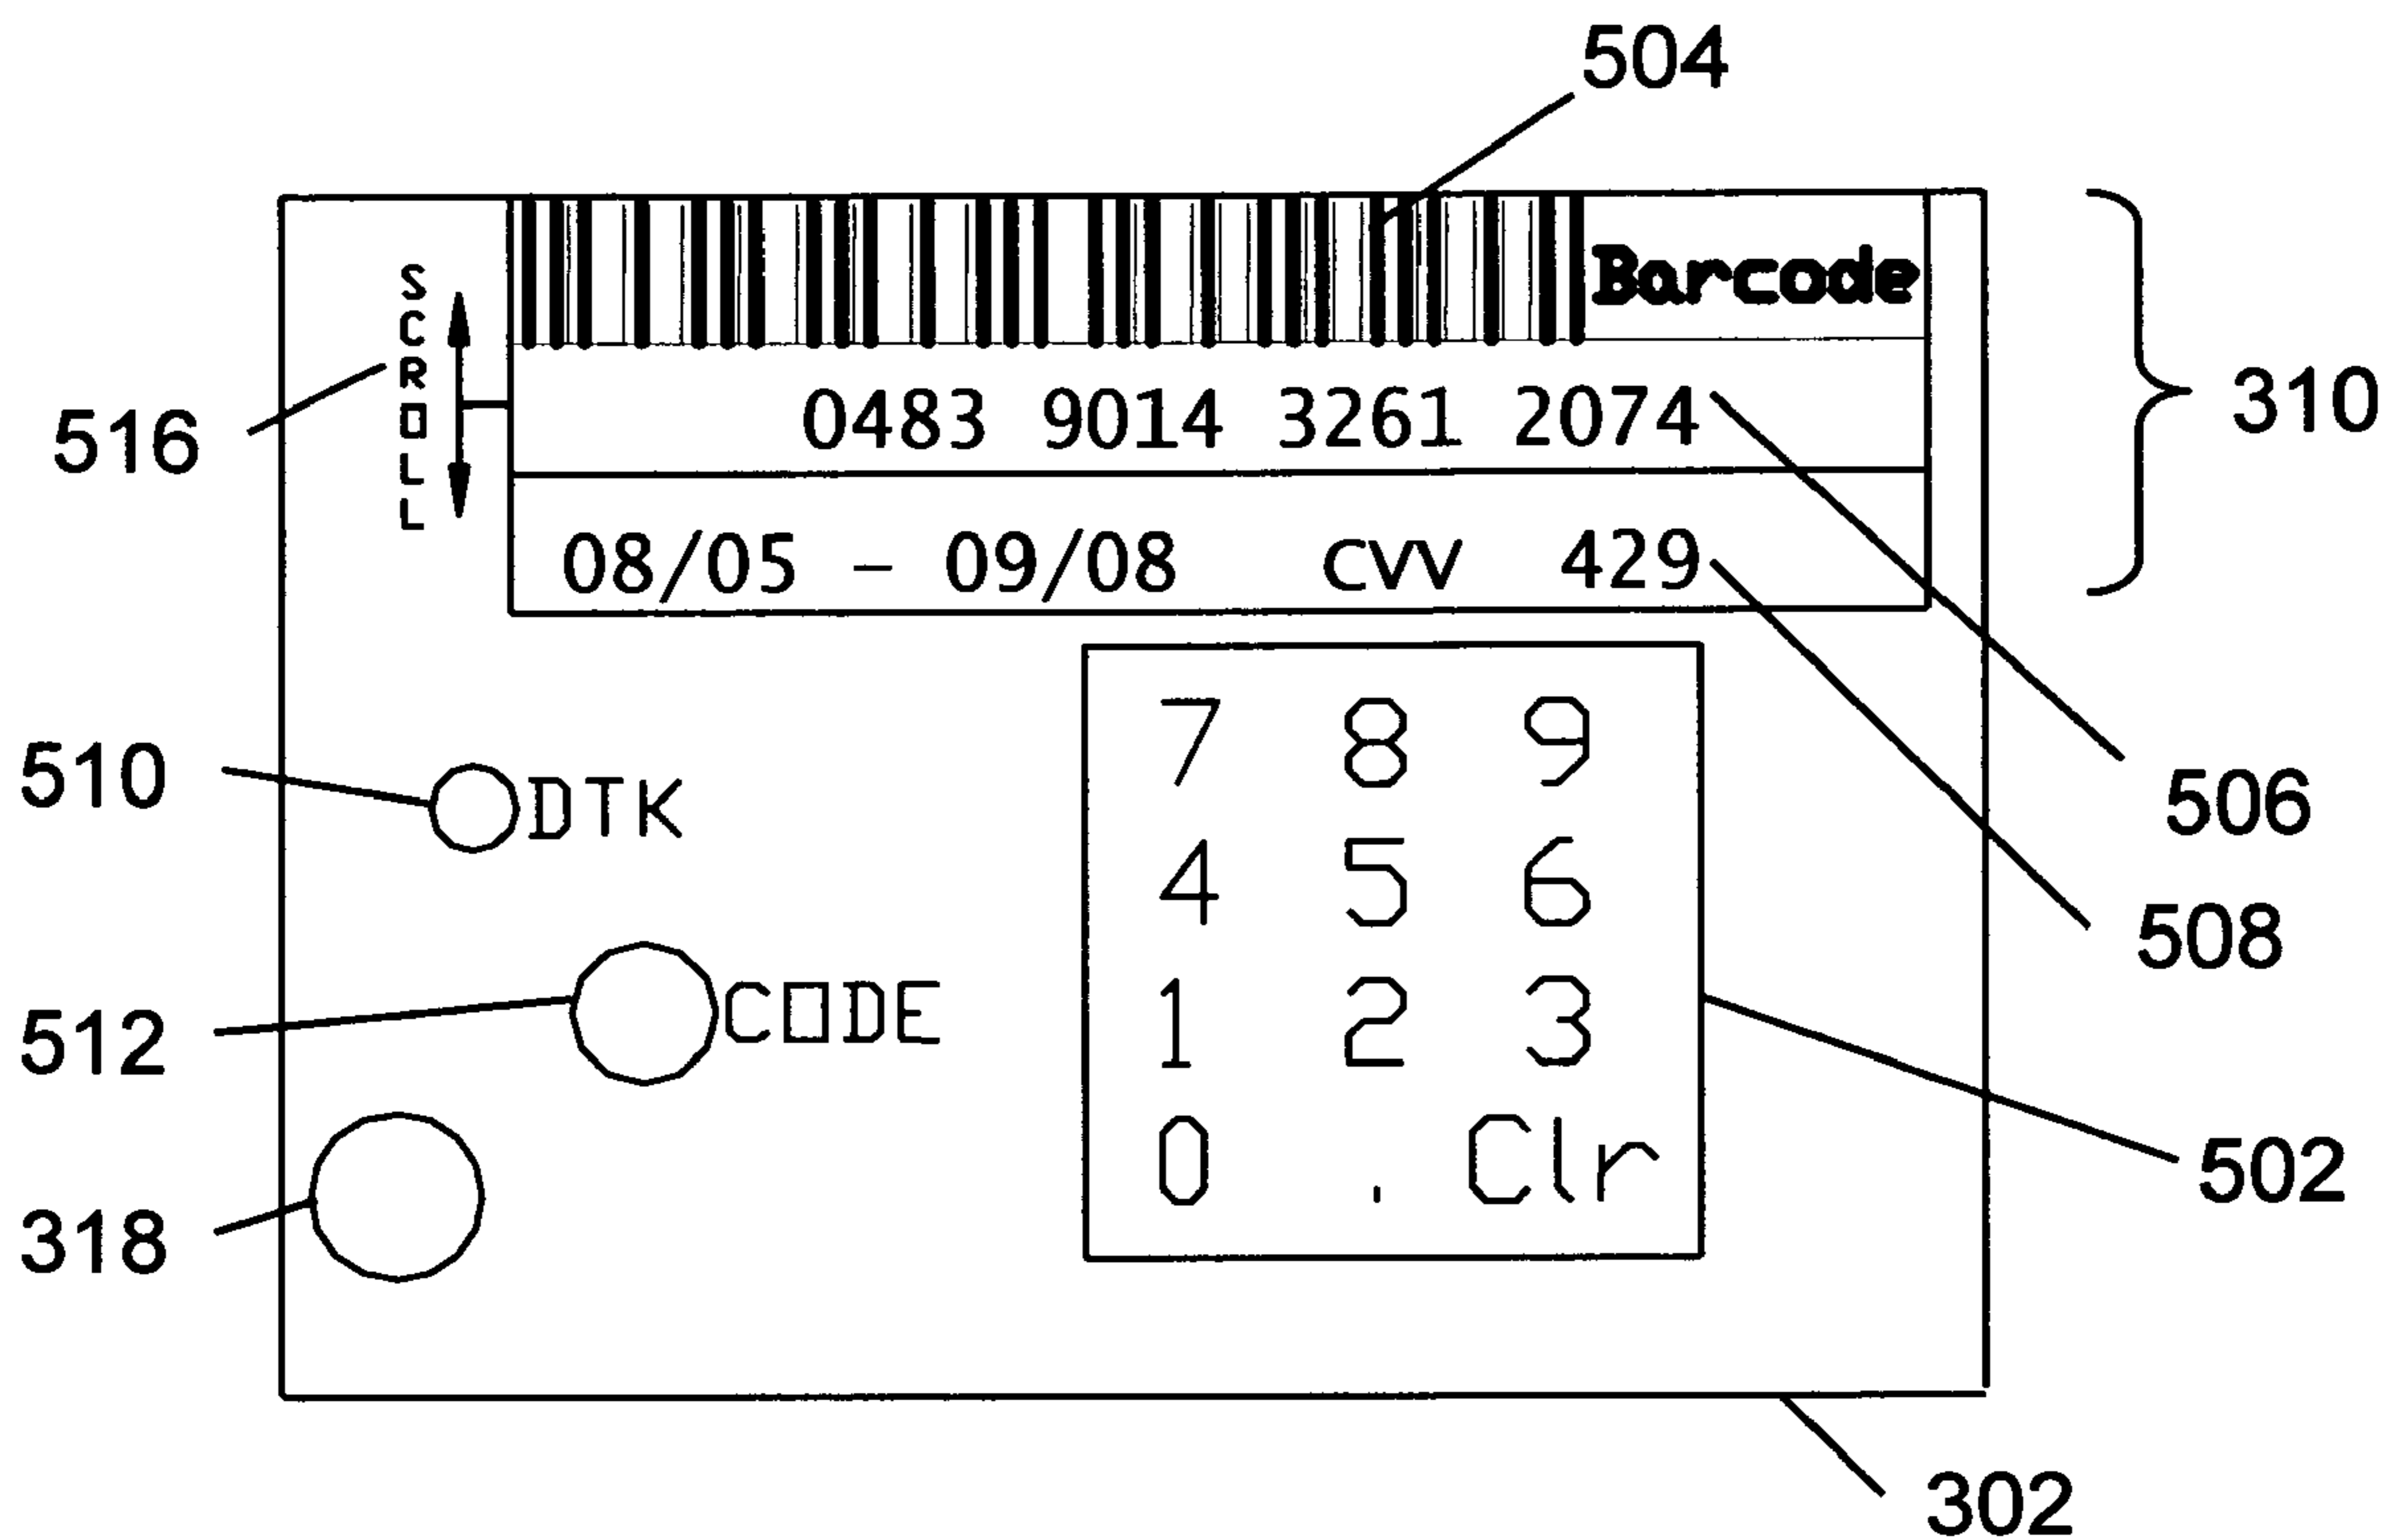 504
Barcode
SCROLL
0483 9014 3261 2074
310
516
08/05 – 09/08 CVV 429
7 8 9
510
DTK
506
4 5 6
508
512
CODE
1 2 3
502
318
0 . Clr
302